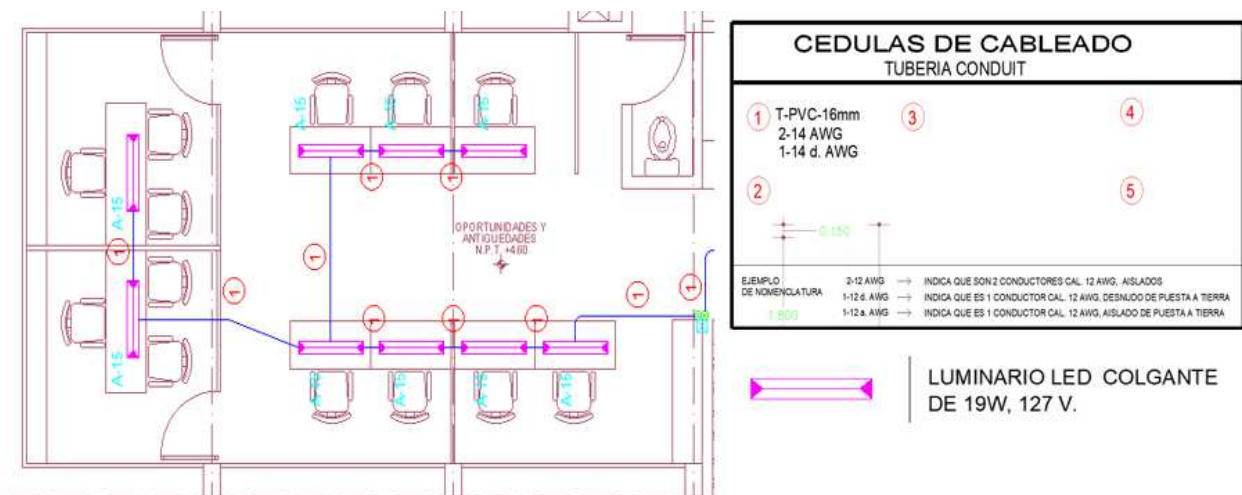 A-15
A-15
A-15
1
1
A-15
1
1
OPORTUNIDADES Y
ANTIGUEDADES
N.P.T. +4.60
1
1
1
1
1
1
A-15
A-15
A-15
A-15
A-15
CEDULAS DE CABLEADO
TUBERIA CONDUIT
1 T-PVC-16mm
2-14 AWG
1-14 d. AWG
3
4
2
5
0.150
EJEMPLO
DE NOMENCLATURA
2-12 AWG → INDICA QUE SON 2 CONDUCTORES CAL. 12 AWG, AISLADOS
1-12 d. AWG → INDICA QUE ES 1 CONDUCTOR CAL. 12 AWG, DESNUDO DE PUESTA A TIERRA
1-12 a. AWG → INDICA QUE ES 1 CONDUCTOR CAL. 12 AWG, AISLADO DE PUESTA A TIERRA
1.800
LUMINARIO LED COLGANTE
DE 19W, 127 V.